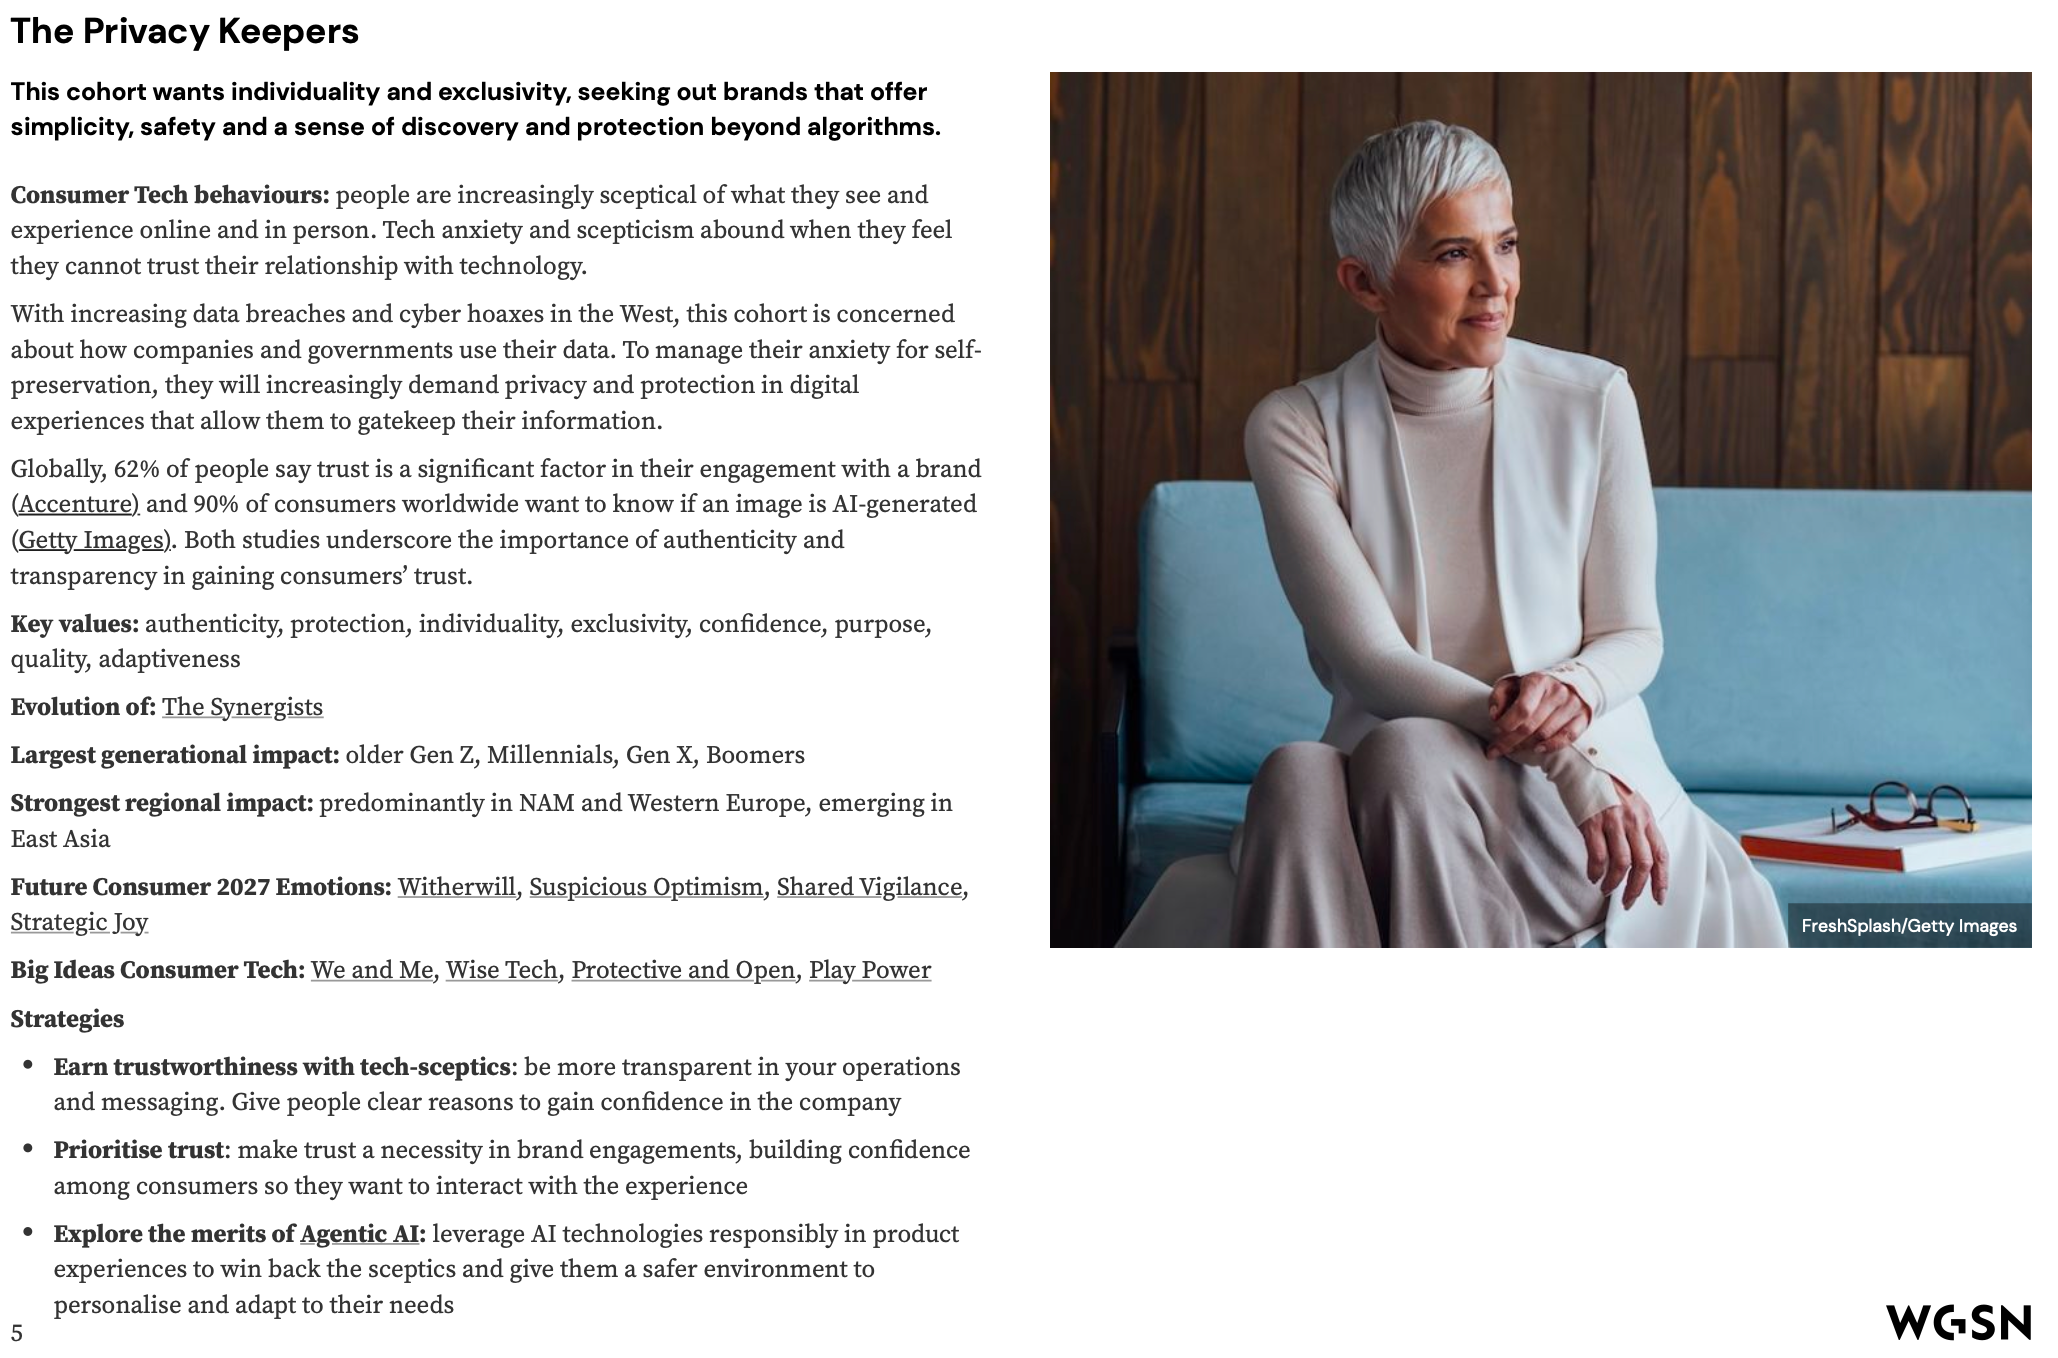 The Privacy Keepers
This cohort wants individuality and exclusivity, seeking out brands that offer
simplicity, safety and a sense of discovery and protection beyond algorithms.
Consumer Tech behaviours: people are increasingly sceptical of what they see and
experience online and in person. Tech anxiety and scepticism abound when they feel
they cannot trust their relationship with technology.
With increasing data breaches and cyber hoaxes in the West, this cohort is concerned
about how companies and governments use their data. To manage their anxiety for self-
preservation, they will increasingly demand privacy and protection in digital
experiences that allow them to gatekeep their information.
Globally, 62% of people say trust is a significant factor in their engagement with a brand
(Accenture) and 90% of consumers worldwide want to know if an image is AI-generated
(Getty Images). Both studies underscore the importance of authenticity and
transparency in gaining consumers’ trust.
Key values: authenticity, protection, individuality, exclusivity, confidence, purpose,
quality, adaptiveness
Evolution of: The Synergists
Largest generational impact: older Gen Z, Millennials, Gen X, Boomers
Strongest regional impact: predominantly in NAM and Western Europe, emerging in
East Asia
Future Consumer 2027 Emotions: Witherwill, Suspicious Optimism, Shared Vigilance,
Strategic Joy
Big Ideas Consumer Tech: We and Me, Wise Tech, Protective and Open, Play Power
Strategies
• Earn trustworthiness with tech-sceptics: be more transparent in your operations
and messaging. Give people clear reasons to gain confidence in the company
• Prioritise trust: make trust a necessity in brand engagements, building confidence
among consumers so they want to interact with the experience
• Explore the merits of Agentic AI: leverage AI technologies responsibly in product
experiences to win back the sceptics and give them a safer environment to
personalise and adapt to their needs
5
FreshSplash/Getty Images
WGSN